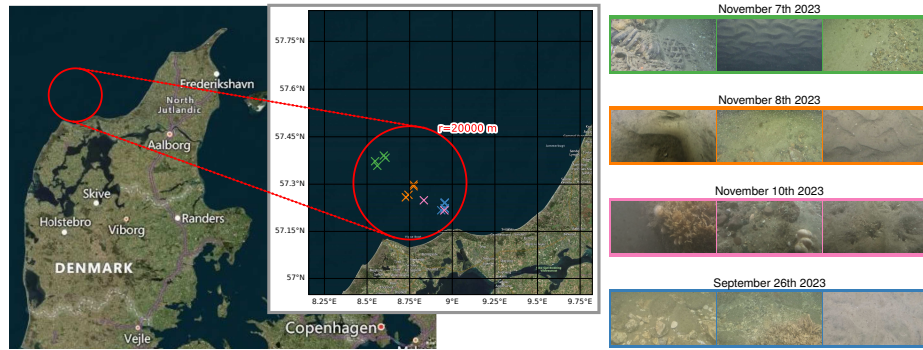 Frederikshavn
North
Jutlandic
Aalborg
Skive
Holstebro
Viborg
Randers
DENMARK
Vejle
Copenhagen
57.75°N
57.6°N
57.45°N
57.3°N
57.15°N
57°N
r=20000 m
8.25°E
8.5°E
8.75°E
9°E
9.25°E
9.5°E
9.75°E
November 7th 2023
November 8th 2023
November 10th 2023
September 26th 2023